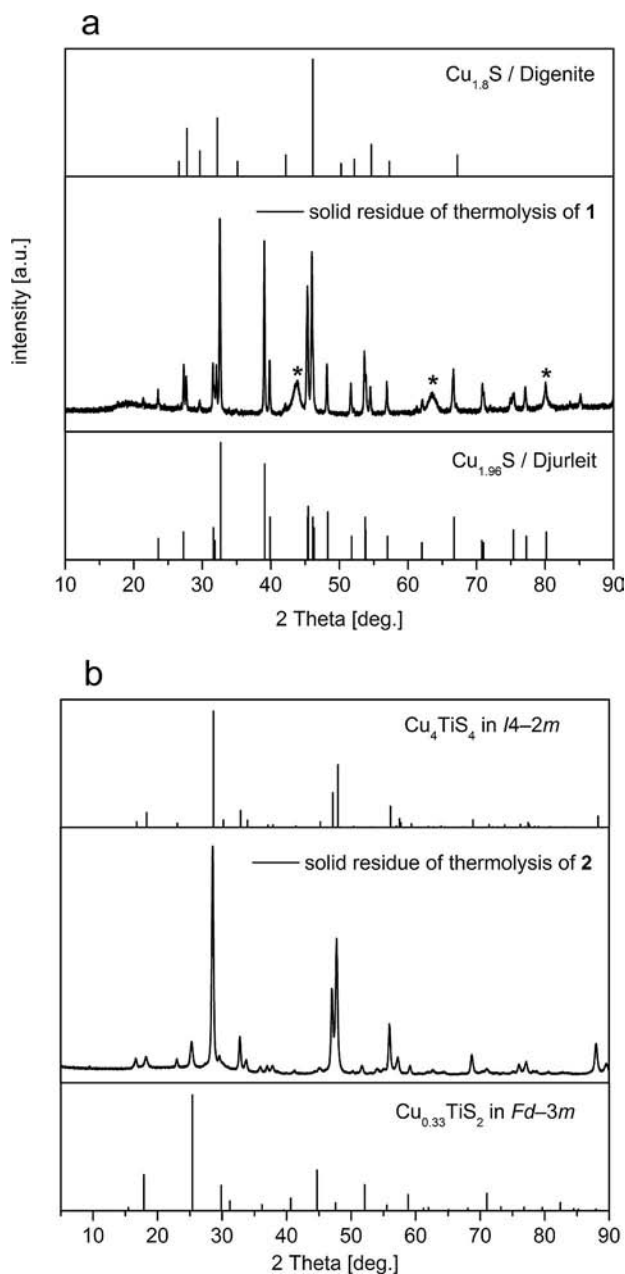 a
Cu1.8S / Digenite
solid residue of thermolysis of 1
*
*
*
Cu1.96S / Djurleit
intensity [a.u.]
10 20 30 40 50 60 70 80 90
2 Theta [deg.]
b
Cu4TiS4 in I4–2m
solid residue of thermolysis of 2
Cu0.33TiS2 in Fd–3m
10 20 30 40 50 60 70 80 90
2 Theta [deg.]